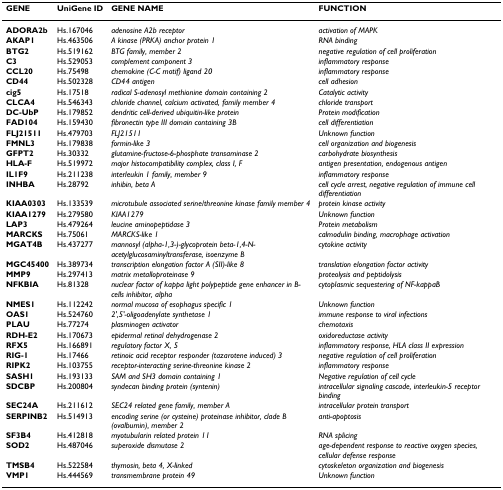 GENE UniGene ID GENE NAME FUNCTION
ADORA2b Hs.167046 adenosine A2b receptor activation of MAPK
AKAP1 Hs.463506 A kinase (PRKA) anchor protein 1 RNA binding
BTG2 Hs.519162 BTG family, member 2 negative regulation of cell proliferation
C3 Hs.529053 complement component 3 inflammatory response
CCL20 Hs.75498 chemokine (C-C motif) ligand 20 inflammatory response
CD44 Hs.502328 CD44 antigen cell adhesion
cig5 Hs.17518 radical S-adenosyl methionine domain containing 2 Catalytic activity
CLCA4 Hs.546343 chloride channel, calcium activated, family member 4 chloride transport
DC-UbP Hs.179852 dendritic cell-derived ubiquitin-like protein Protein modification
FAD104 Hs.159430 fibronectin type III domain containing 3B cell differentiation
FLJ21511 Hs.479703 FLJ21511 Unknown function
FMNL3 Hs.179838 formin-like 3 cell organization and biogenesis
GFPT2 Hs.30332 glutamine-fructose-6-phosphate transaminase 2 carbohydrate biosynthesis
HLA-F Hs.519972 major histocompatibility complex, class I, F antigen presentation, endogenous antigen
IL1F9 Hs.211238 interleukin 1 family, member 9 inflammatory response
INHBA Hs.28792 inhibin, beta A cell cycle arrest, negative regulation of immune cell
differentiation
KIAA0303 Hs.133539 microtubule associated serine/threonine kinase family member 4 protein kinase activity
KIAA1279 Hs.279580 KIAA1279 Unknown function
LAP3 Hs.479264 leucine aminopeptidase 3 Protein metabolism
MARCKS Hs.75061 MARCKS-like 1 calmodulin binding, macrophage activation
MGAT4B Hs.437277 mannosyl (alpha-1,3-)-glycoprotein beta-1,4-N- cytokine activity
acetylglucosaminyltransferase, isoenzyme B
MGC45400 Hs.389734 transcription elongation factor A (SII)-like 8 translation elongation factor activity
MMP9 Hs.297413 matrix metalloproteinase 9 proteolysis and peptidolysis
NFKBIA Hs.81328 nuclear factor of kappa light polypeptide gene enhancer in B- cytoplasmic sequestering of NF-kappaB
cells inhibitor, alpha
NMES1 Hs.112242 normal mucosa of esophagus specific 1 Unknown function
OAS1 Hs.524760 2',5'-oligoadenylate synthetase 1 immune response to viral infections
PLAU Hs.77274 plasminogen activator chemotaxis
RDH-E2 Hs.170673 epidermal retinal dehydrogenase 2 oxidoreductase activity
RFX5 Hs.166891 regulatory factor X, 5 inflammatory response, HLA class II expression
RIG-1 Hs.17466 retinoic acid receptor responder (tazarotene induced) 3 negative regulation of cell proliferation
RIPK2 Hs.103755 receptor-interacting serine-threonine kinase 2 inflammatory response
SASH1 Hs.193133 SAM and SH3 domain containing 1 Negative regulation of cell cycle
SDCBP Hs.200804 syndecan binding protein (syntenin) intracellular signaling cascade, interleukin-5 receptor
binding
SEC24A Hs.211612 SEC24 related gene family, member A intracellular protein transport
SERPINB2 Hs.514913 encoding serine (or cysteine) proteinase inhibitor, clade B anti-apoptosis
(ovalbumin), member 2
SF3B4 Hs.412818 myotubularin related protein 11 RNA splicing
SOD2 Hs.487046 superoxide dismutase 2 age-dependent response to reactive oxygen species,
cellular defense response
TMSB4 Hs.522584 thymosin, beta 4, X-linked cytoskeleton organization and biogenesis
VMP1 Hs.444569 transmembrane protein 49 Unknown function